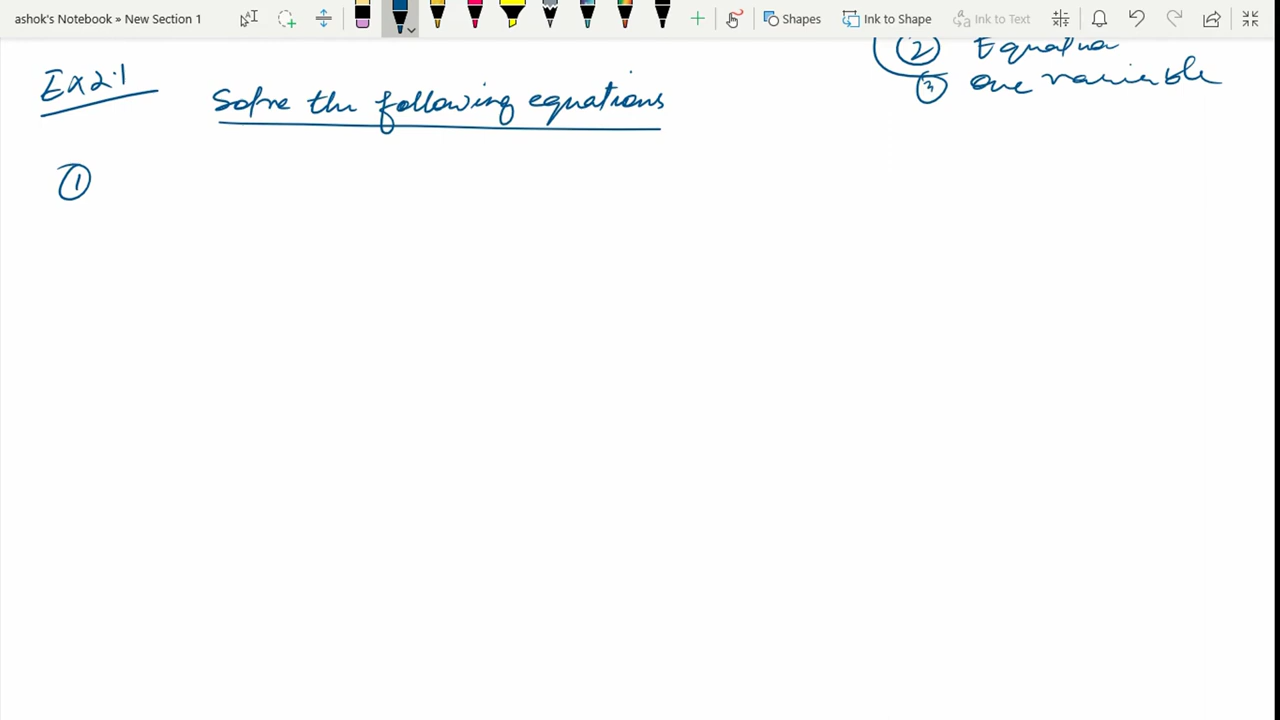 ashok's Notebook » New Section 1
Shapes
Ink to Shape
Ink to Text
② Equation
③ one variable
Ex 2.1
Solve the following equations
①